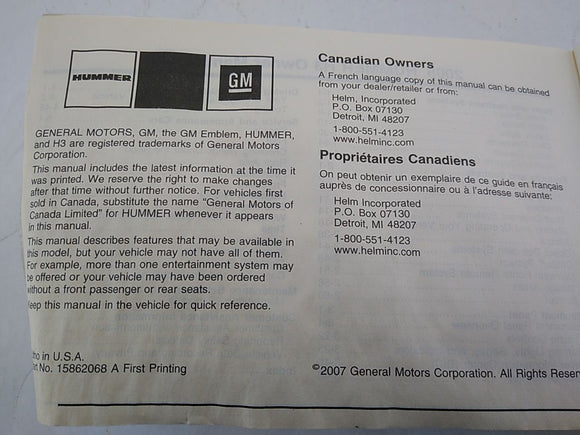 HUMMER
GM
GENERAL MOTORS, GM, the GM Emblem, HUMMER,
and H3 are registered trademarks of General Motors
Corporation.
This manual includes the latest information at the time it
was printed. We reserve the right to make changes
after that time without further notice. For vehicles first
sold in Canada, substitute the name “General Motors of
Canada Limited” for HUMMER whenever it appears
in this manual.
This manual describes features that may be available in
this model, but your vehicle may not have all of them.
For example, more than one entertainment system may
be offered or your vehicle may have been ordered
without a front passenger or rear seats.
Keep this manual in the vehicle for quick reference.
in U.S.A.
No. 15862068 A First Printing
Canadian Owners
A French language copy of this manual can be obtained
from your dealer/retailer or from:
Helm, Incorporated
P.O. Box 07130
Detroit, MI 48207
1-800-551-4123
www.helminc.com
Propriétaires Canadiens
On peut obtenir un exemplaire de ce guide en français
auprès de concessionaire ou à l'adresse suivante:
Helm Incorporated
P.O. Box 07130
Detroit, MI 48207
1-800-551-4123
www.helminc.com
©2007 General Motors Corporation. All Rights Reser